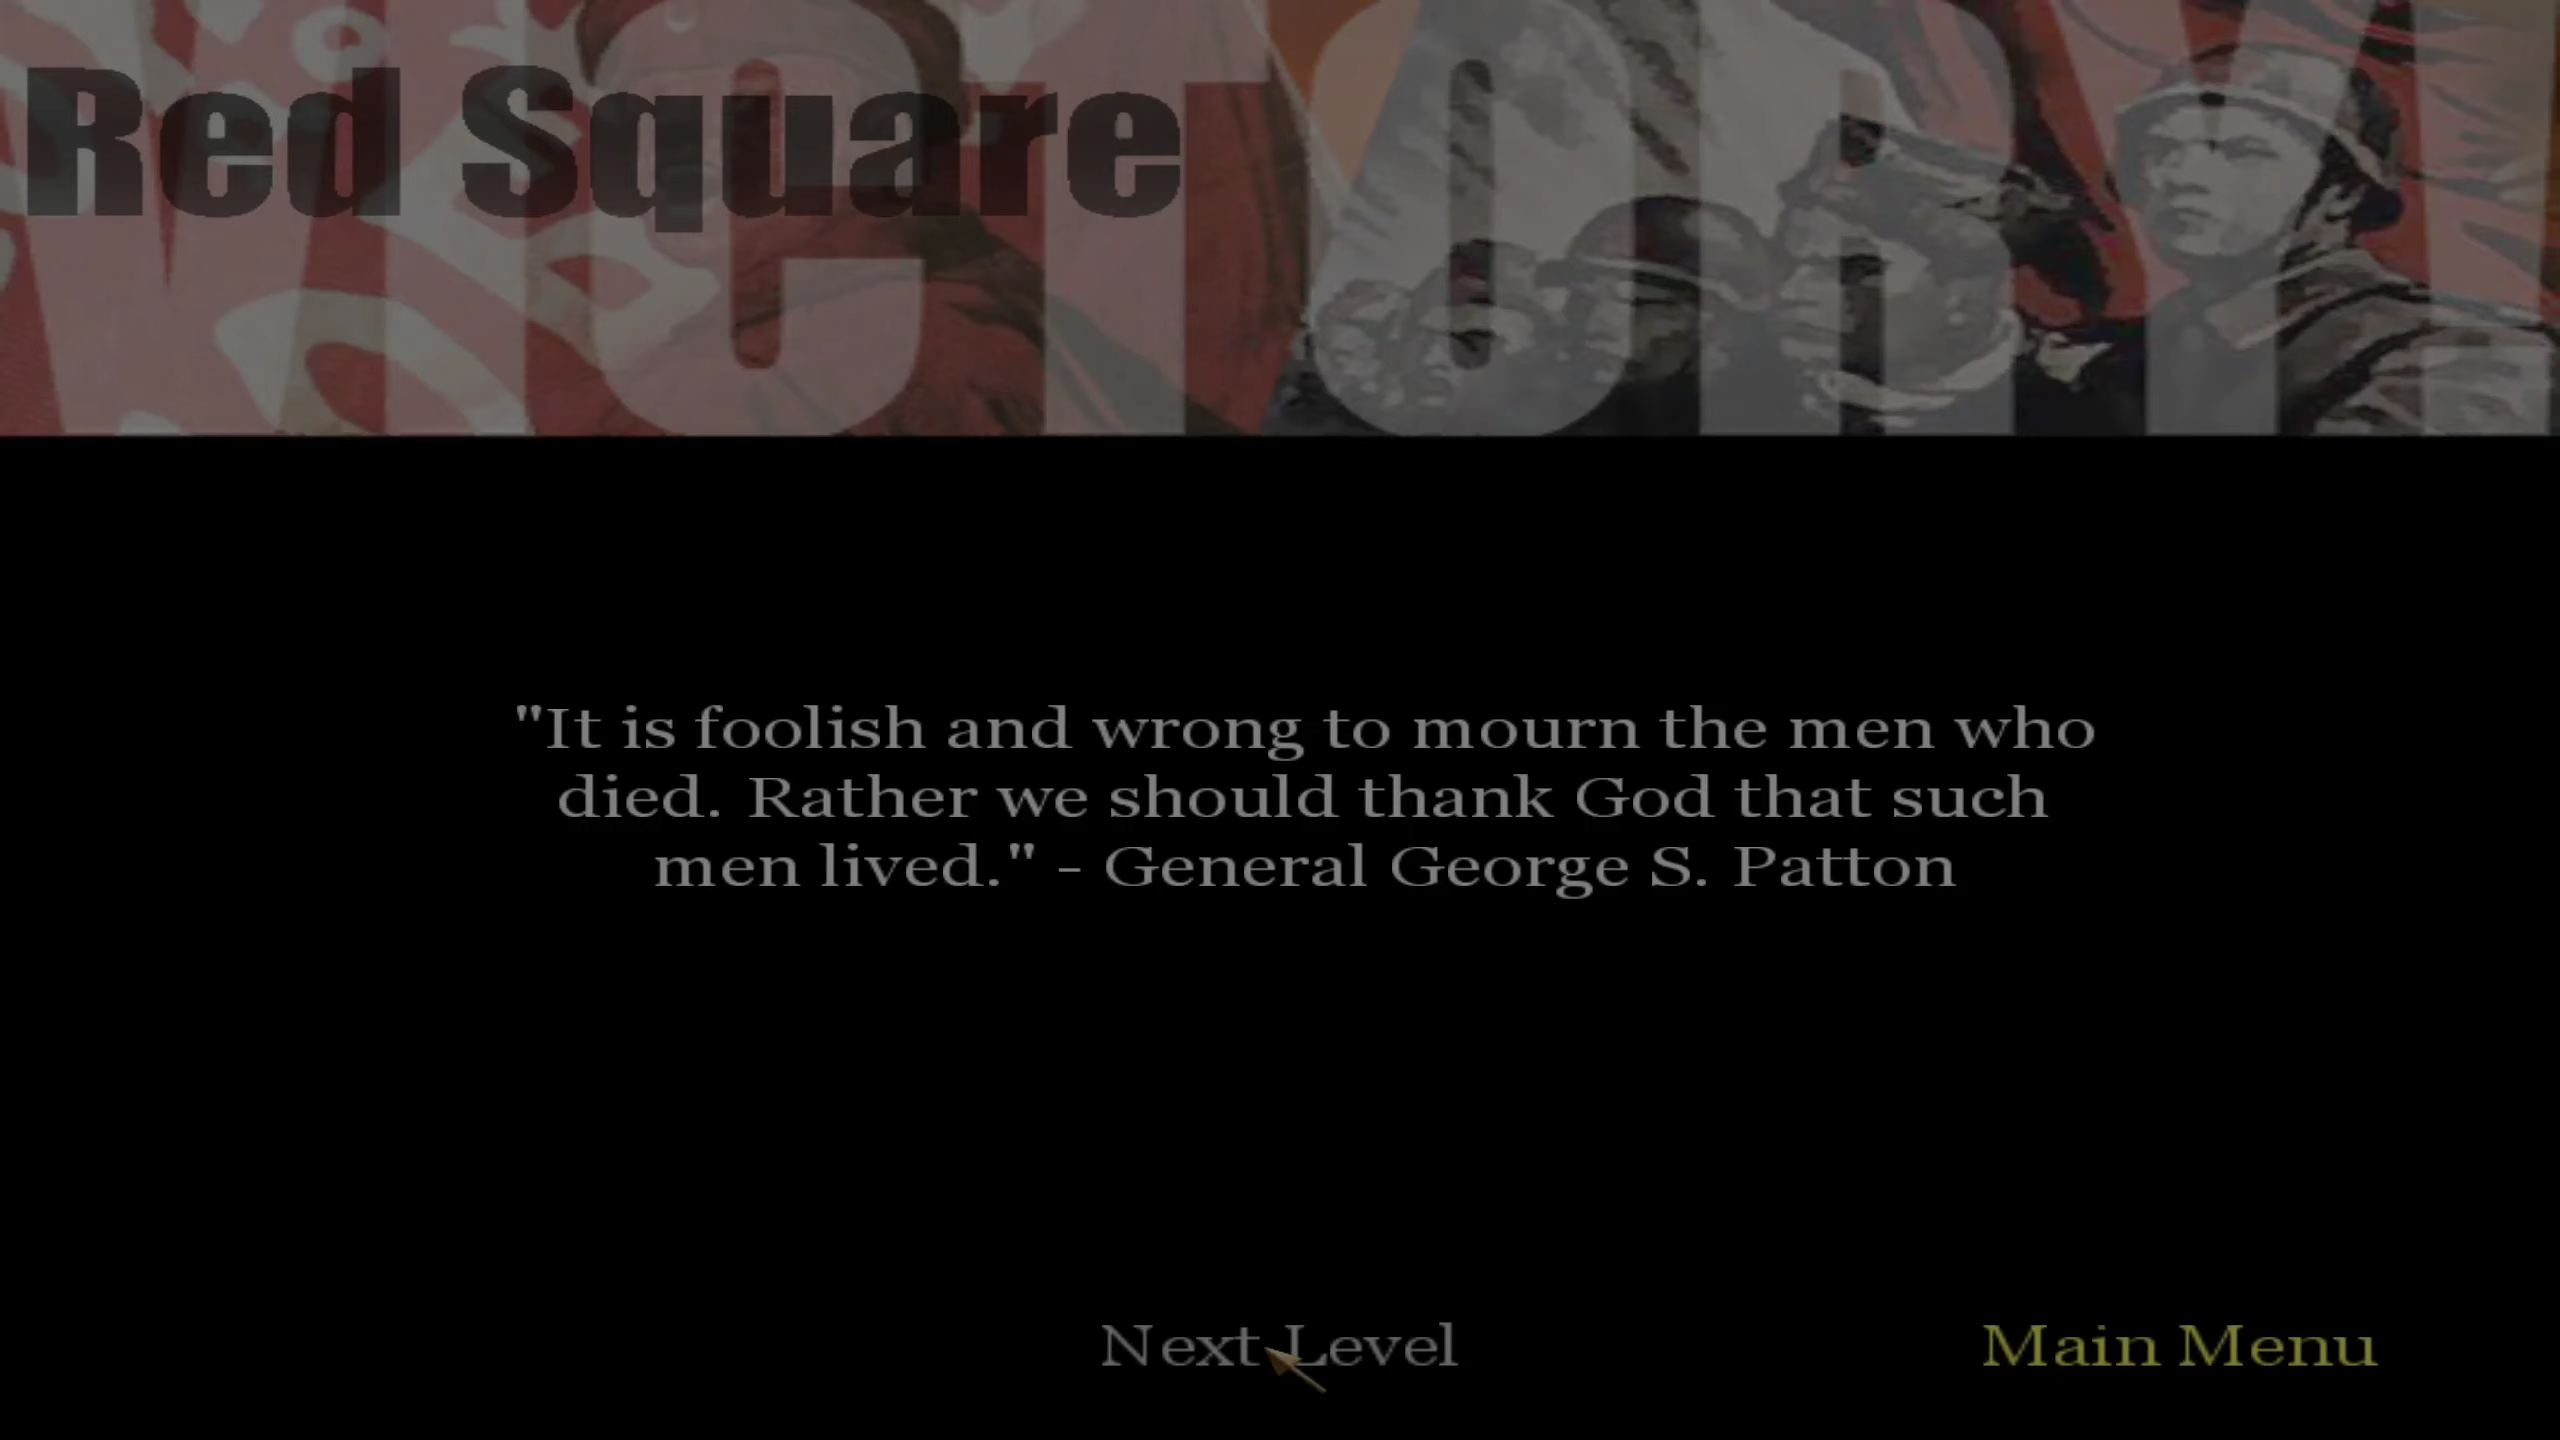 VICTORY!
Red Square
"It is foolish and wrong to mourn the men who
died. Rather we should thank God that such
men lived." - General George S. Patton
Next Level
Main Menu